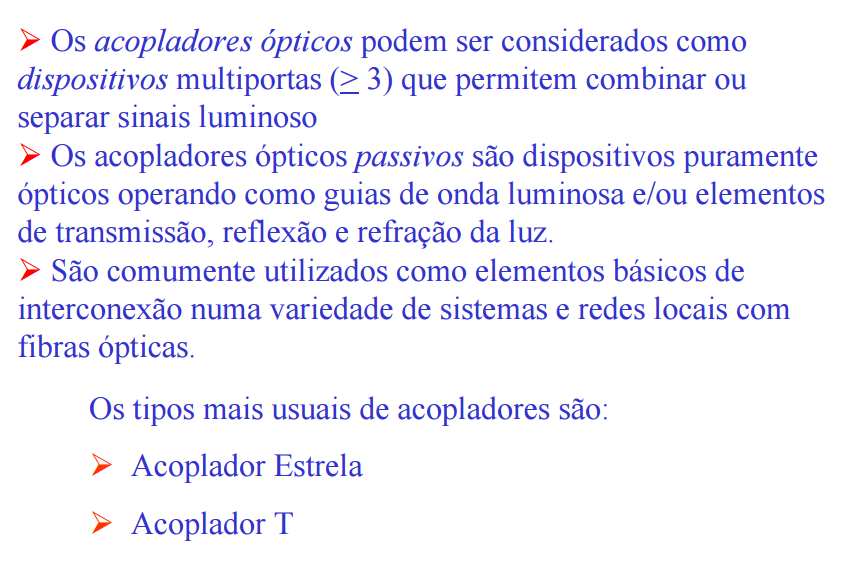 ➢ Os acopladores ópticos podem ser considerados como
dispositivos multiportas (≥ 3) que permitem combinar ou
separar sinais luminoso
➢ Os acopladores ópticos passivos são dispositivos puramente
ópticos operando como guias de onda luminosa e/ou elementos
de transmissão, reflexão e refração da luz.
➢ São comumente utilizados como elementos básicos de
interconexão numa variedade de sistemas e redes locais com
fibras ópticas.
Os tipos mais usuais de acopladores são:
➢ Acoplador Estrela
➢ Acoplador T